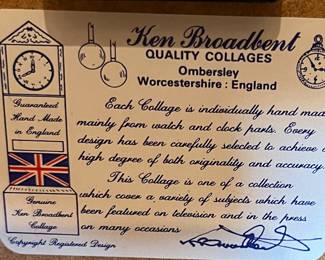 Ken Broadbent
QUALITY COLLAGES
Ombersley
Worcestershire : England
Guaranteed
Hand Made
in England
Genuine
Ken Broadbent
Collage
Copyright Registered Design
Each Collage is individually hand made
mainly from watch and clock parts. Every
design has been carefully selected to achieve a
high degree of both originality and accuracy.
This Collage is one of a collection
which cover a variety of subjects which have
been featured on television and in the press
on many occasions